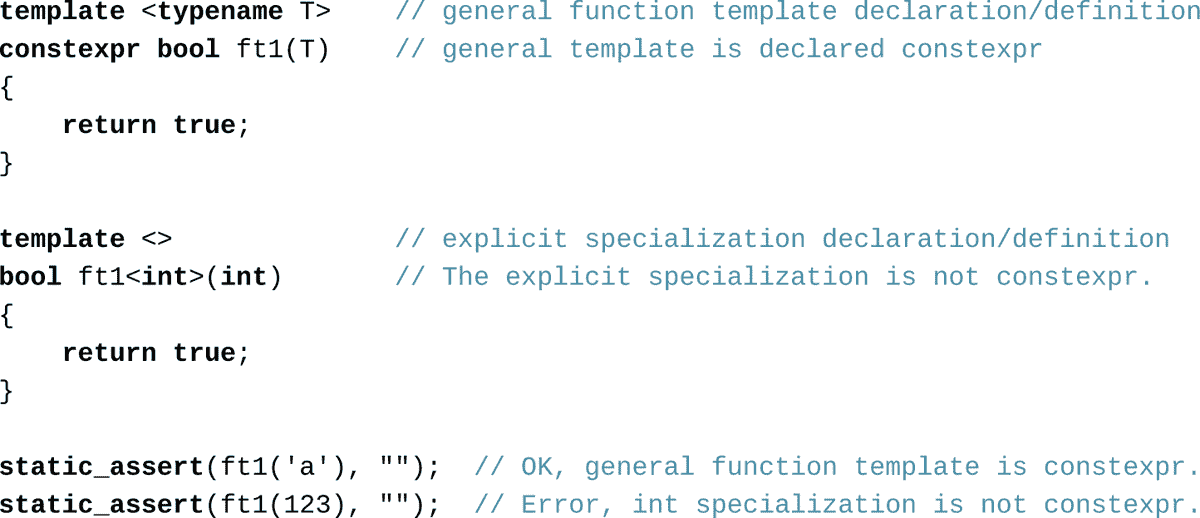 template <typename T>    // general function template declaration/definition
constexpr bool ft1(T)    // general template is declared constexpr
{
    return true;
}

template <>              // explicit specialization declaration/definition
bool ft1<int>(int)       // The explicit specialization is not constexpr.
{
    return true;
}

static_assert(ft1('a'), "");  // OK, general function template is constexpr.
static_assert(ft1(123), "");  // Error, int specialization is not constexpr.